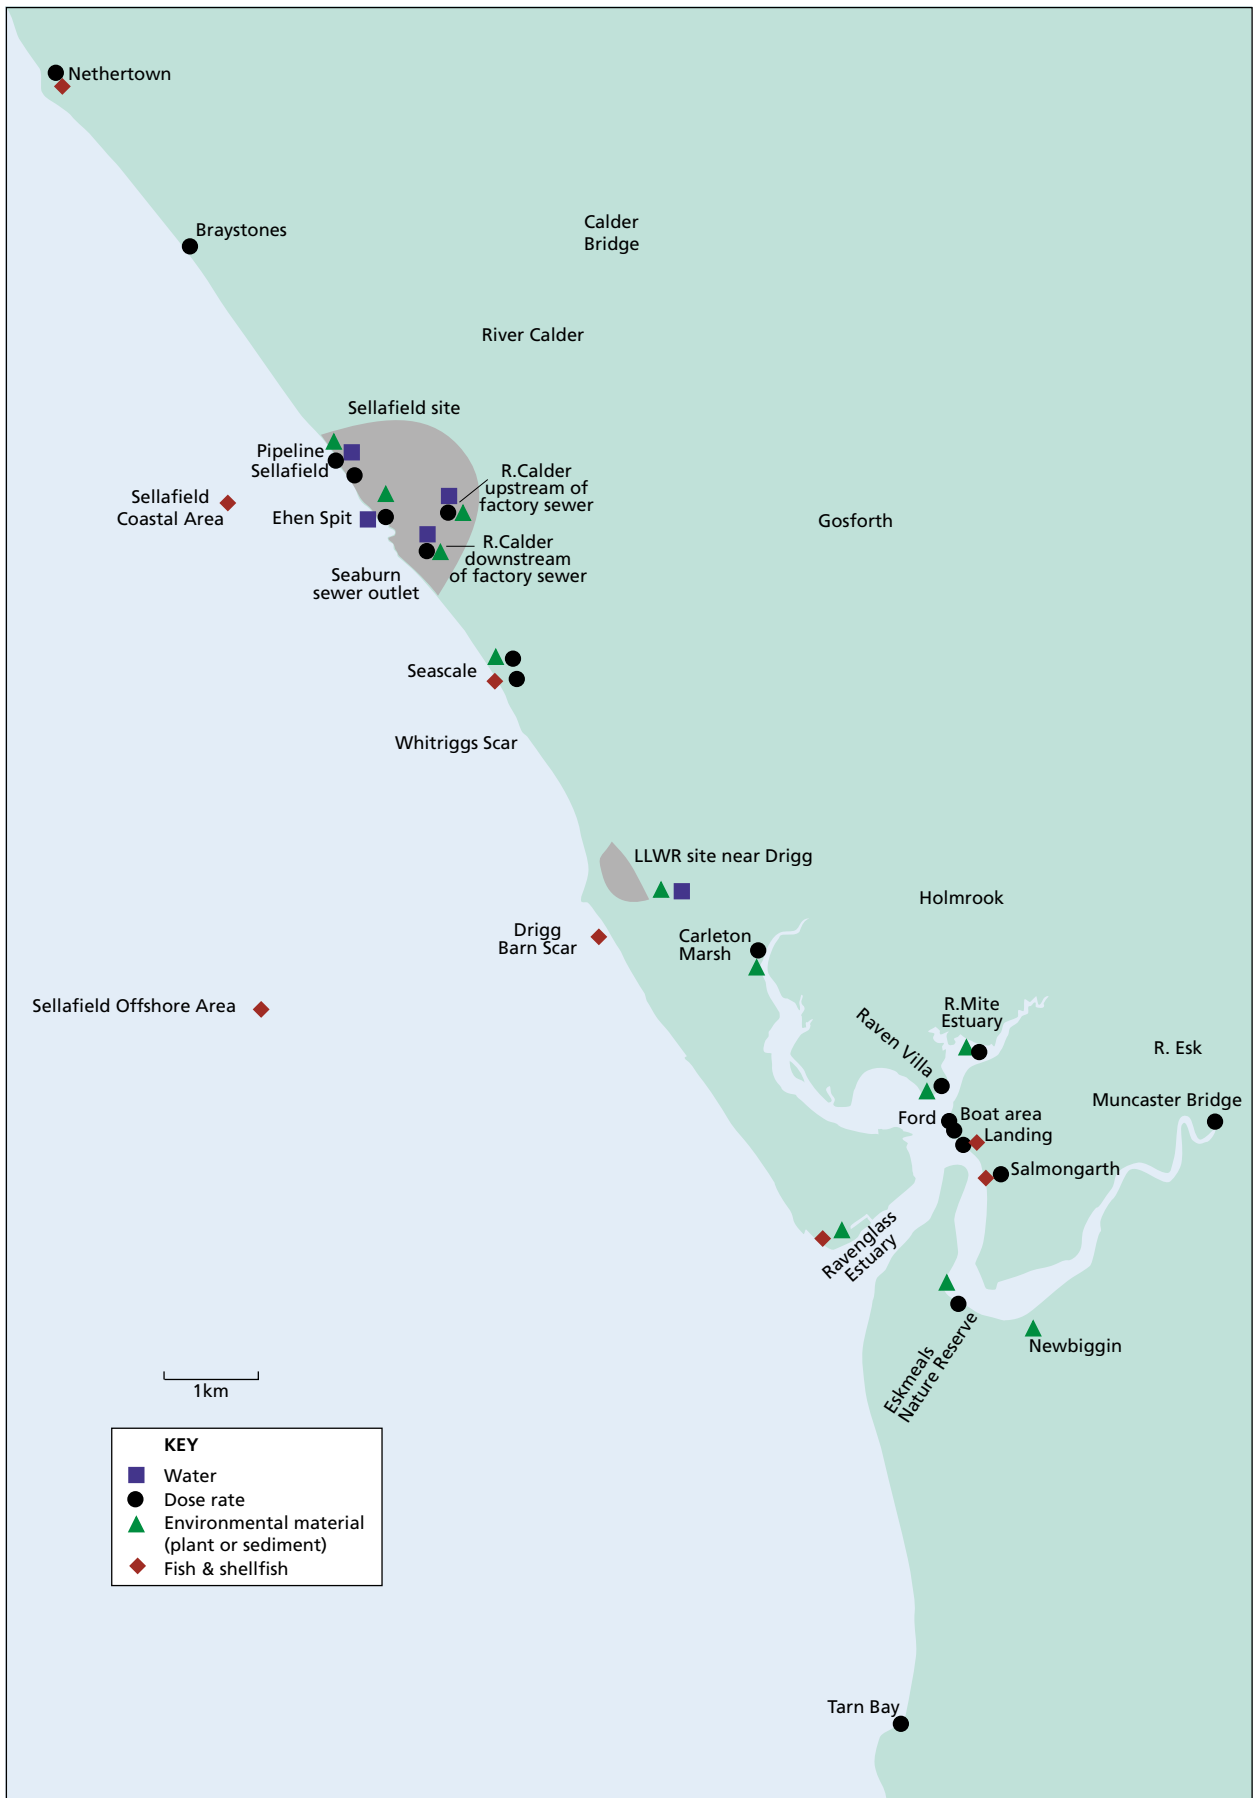 Nethertown
Braystones
Calder
Bridge
River Calder
Sellafield site
Pipeline
Sellafield
R.Calder
upstream of
factory sewer
Sellafield
Coastal Area
Ehen Spit
Gosforth
R.Calder
downstream
of factory sewer
Seaburn
sewer outlet
Seascale
Whitriggs Scar
LLWR site near Drigg
Holmrook
Drigg
Barn Scar
Carleton
Marsh
Sellafield Offshore Area
R.Mite
Estuary
Raven Villa
R. Esk
Muncaster Bridge
Ford
Boat area
Landing
Salmongarth
Ravenglass
Estuary
Eskmeals
Nature Reserve
Newbiggin
1km
KEY
Water
Dose rate
Environmental material
(plant or sediment)
Fish & shellfish
Tarn Bay